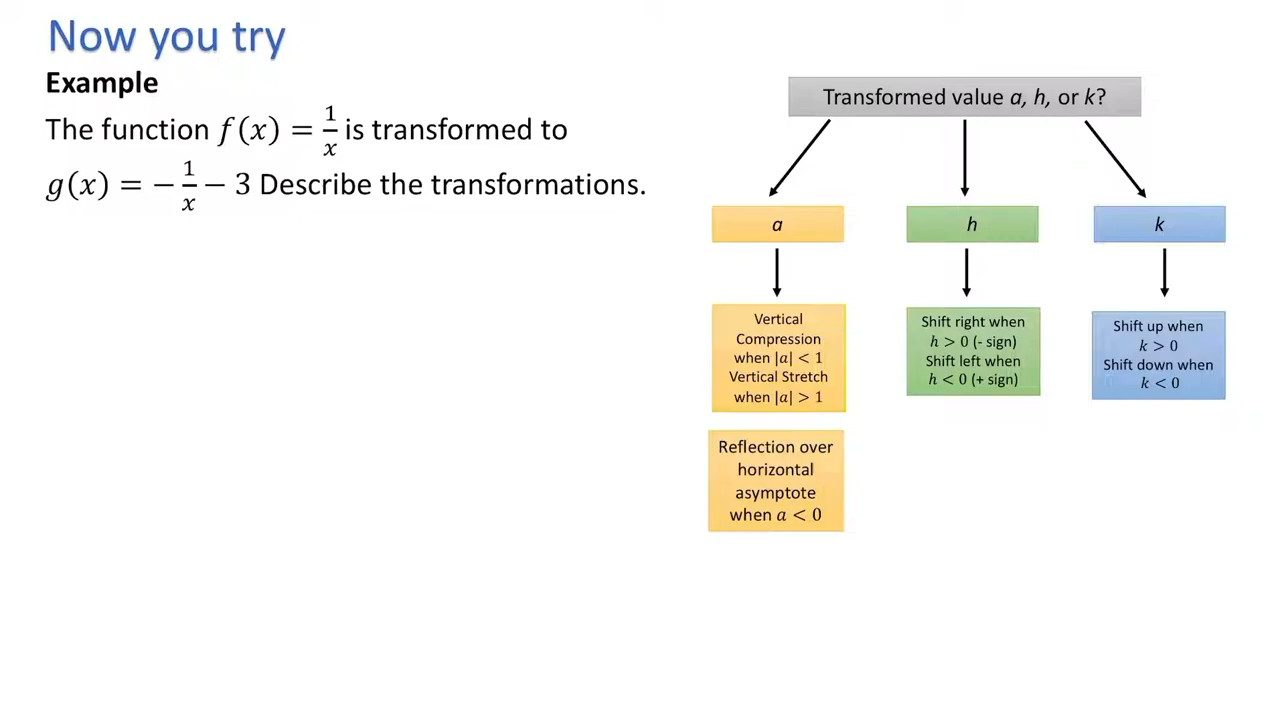 Now you try
Example
The function f(x) = 1/x is transformed to
g(x) = −1/x − 3 Describe the transformations.
Transformed value a, h, or k?
a
h
k
Vertical
Compression
when |a| < 1
Vertical Stretch
when |a| > 1
Shift right when
h > 0 (- sign)
Shift left when
h < 0 (+ sign)
Shift up when
k > 0
Shift down when
k < 0
Reflection over
horizontal
asymptote
when a < 0